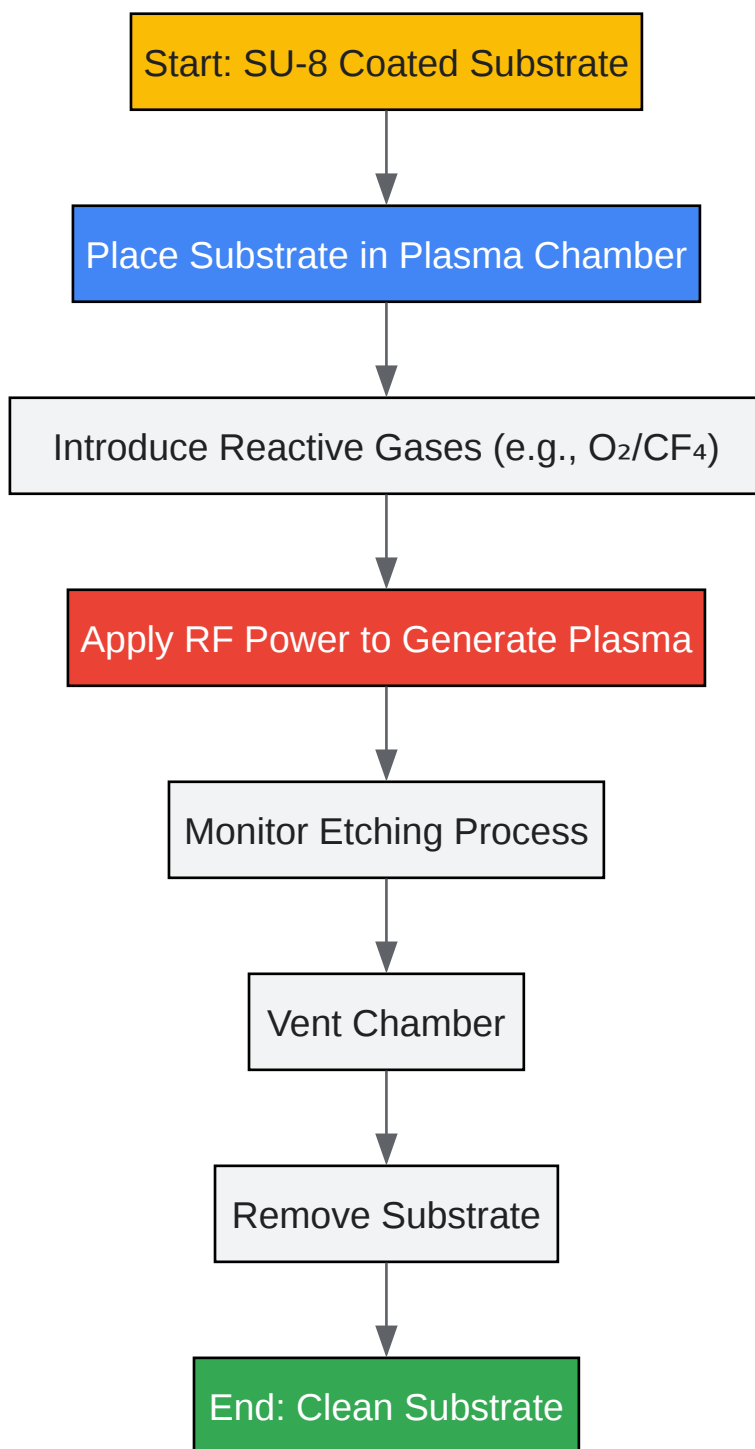 Start: SU-8 Coated Substrate
Place Substrate in Plasma Chamber
Introduce Reactive Gases (e.g., O₂/CF₄)
Apply RF Power to Generate Plasma
Monitor Etching Process
Vent Chamber
Remove Substrate
End: Clean Substrate